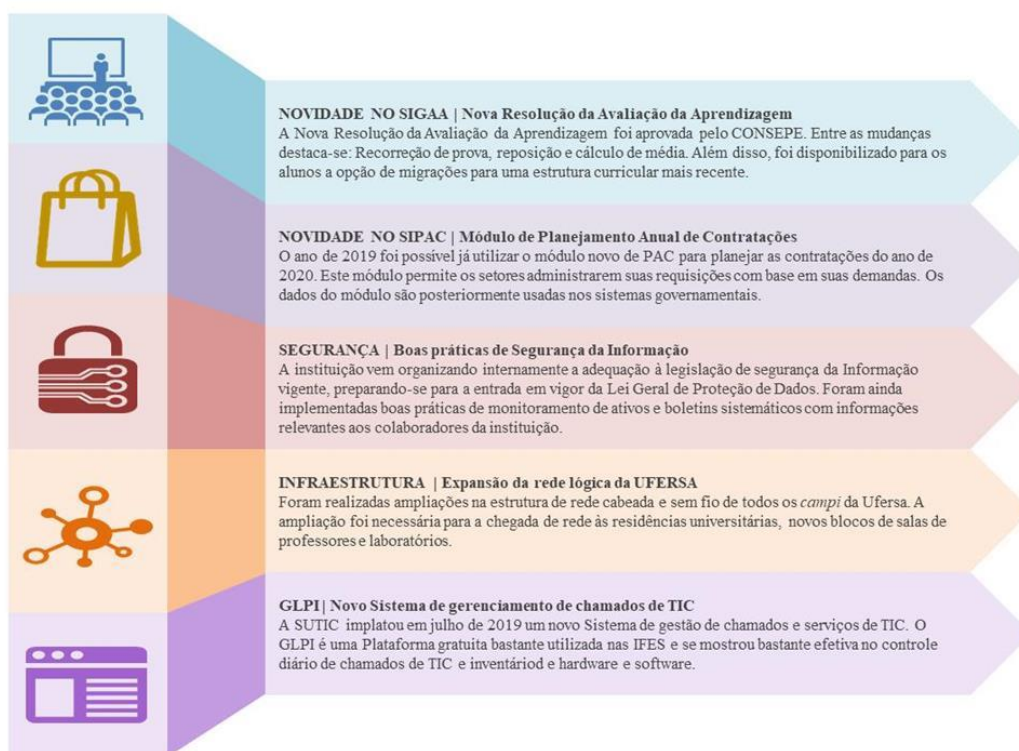 NOVIDADE NO SIGAA | Nova Resolução da Avaliação da Aprendizagem
A Nova Resolução da Avaliação da Aprendizagem foi aprovada pelo CONSEPE. Entre as mudanças
destaca-se: Recorreção de prova, reposição e cálculo de média. Além disso, foi disponibilizado para os
alunos a opção de migrações para uma estrutura curricular mais recente.
NOVIDADE NO SIPAC | Módulo de Planejamento Anual de Contratações
O ano de 2019 foi possível já utilizar o módulo novo de PAC para planejar as contratações do ano de
2020. Este módulo permite os setores administrarem suas requisições com base em suas demandas. Os
dados do módulo são posteriormente usadas nos sistemas governamentais.
SEGURANÇA | Boas práticas de Segurança da Informação
A instituição vem organizando internamente a adequação à legislação de segurança da Informação
vigente, preparando-se para a entrada em vigor da Lei Geral de Proteção de Dados. Foram ainda
implementadas boas práticas de monitoramento de ativos e boletins sistemáticos com informações
relevantes aos colaboradores da instituição.
INFRAESTRUTURA | Expansão da rede lógica da UFERSA
Foram realizadas ampliações na estrutura de rede cabeada e sem fio de todos os campi da Ufersa. A
ampliação foi necessária para a chegada de rede às residências universitárias, novos blocos de salas de
professores e laboratórios.
GLPI| Novo Sistema de gerenciamento de chamados de TIC
A SUTIC implatou em julho de 2019 um novo Sistema de gestão de chamados e serviços de TIC. O
GLPI é uma Plataforma gratuita bastante utilizada nas IFES e se mostrou bastante efetiva no controle
diário de chamados de TIC e inventáriod e hardware e software.